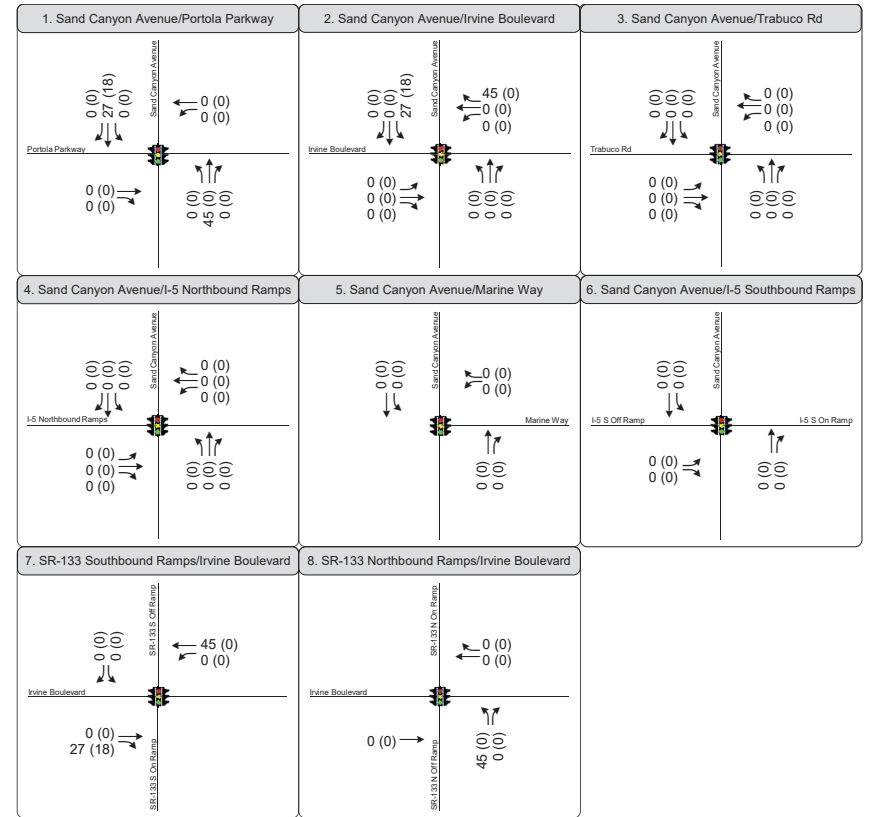 1. Sand Canyon Avenue/Portola Parkway
Sand Canyon Avenue
0 (0)
27 (18)
0 (0)
0 (0)
0 (0)
Portola Parkway
0 (0)
0 (0)
0 (0)
45 (0)
0 (0)
2. Sand Canyon Avenue/Irvine Boulevard
Sand Canyon Avenue
0 (0)
0 (0)
27 (18)
45 (0)
0 (0)
0 (0)
Irvine Boulevard
0 (0)
0 (0)
0 (0)
0 (0)
0 (0)
0 (0)
3. Sand Canyon Avenue/Trabuco Rd
Sand Canyon Avenue
0 (0)
0 (0)
0 (0)
0 (0)
0 (0)
0 (0)
Trabuco Rd
0 (0)
0 (0)
0 (0)
0 (0)
0 (0)
0 (0)
4. Sand Canyon Avenue/I-5 Northbound Ramps
Sand Canyon Avenue
0 (0)
0 (0)
0 (0)
0 (0)
0 (0)
0 (0)
I-5 Northbound Ramps
0 (0)
0 (0)
0 (0)
0 (0)
0 (0)
0 (0)
5. Sand Canyon Avenue/Marine Way
Sand Canyon Avenue
0 (0)
0 (0)
0 (0)
0 (0)
Marine Way
0 (0)
0 (0)
6. Sand Canyon Avenue/I-5 Southbound Ramps
Sand Canyon Avenue
0 (0)
0 (0)
I-5 S Off Ramp
I-5 S On Ramp
0 (0)
0 (0)
0 (0)
0 (0)
7. SR-133 Southbound Ramps/Irvine Boulevard
SR-133 S Off Ramp
0 (0)
0 (0)
45 (0)
0 (0)
Irvine Boulevard
0 (0)
27 (18)
SR-133 S On Ramp
8. SR-133 Northbound Ramps/Irvine Boulevard
SR-133 N On Ramp
0 (0)
0 (0)
Irvine Boulevard
0 (0)
45 (0)
0 (0)
SR-133 N Off Ramp